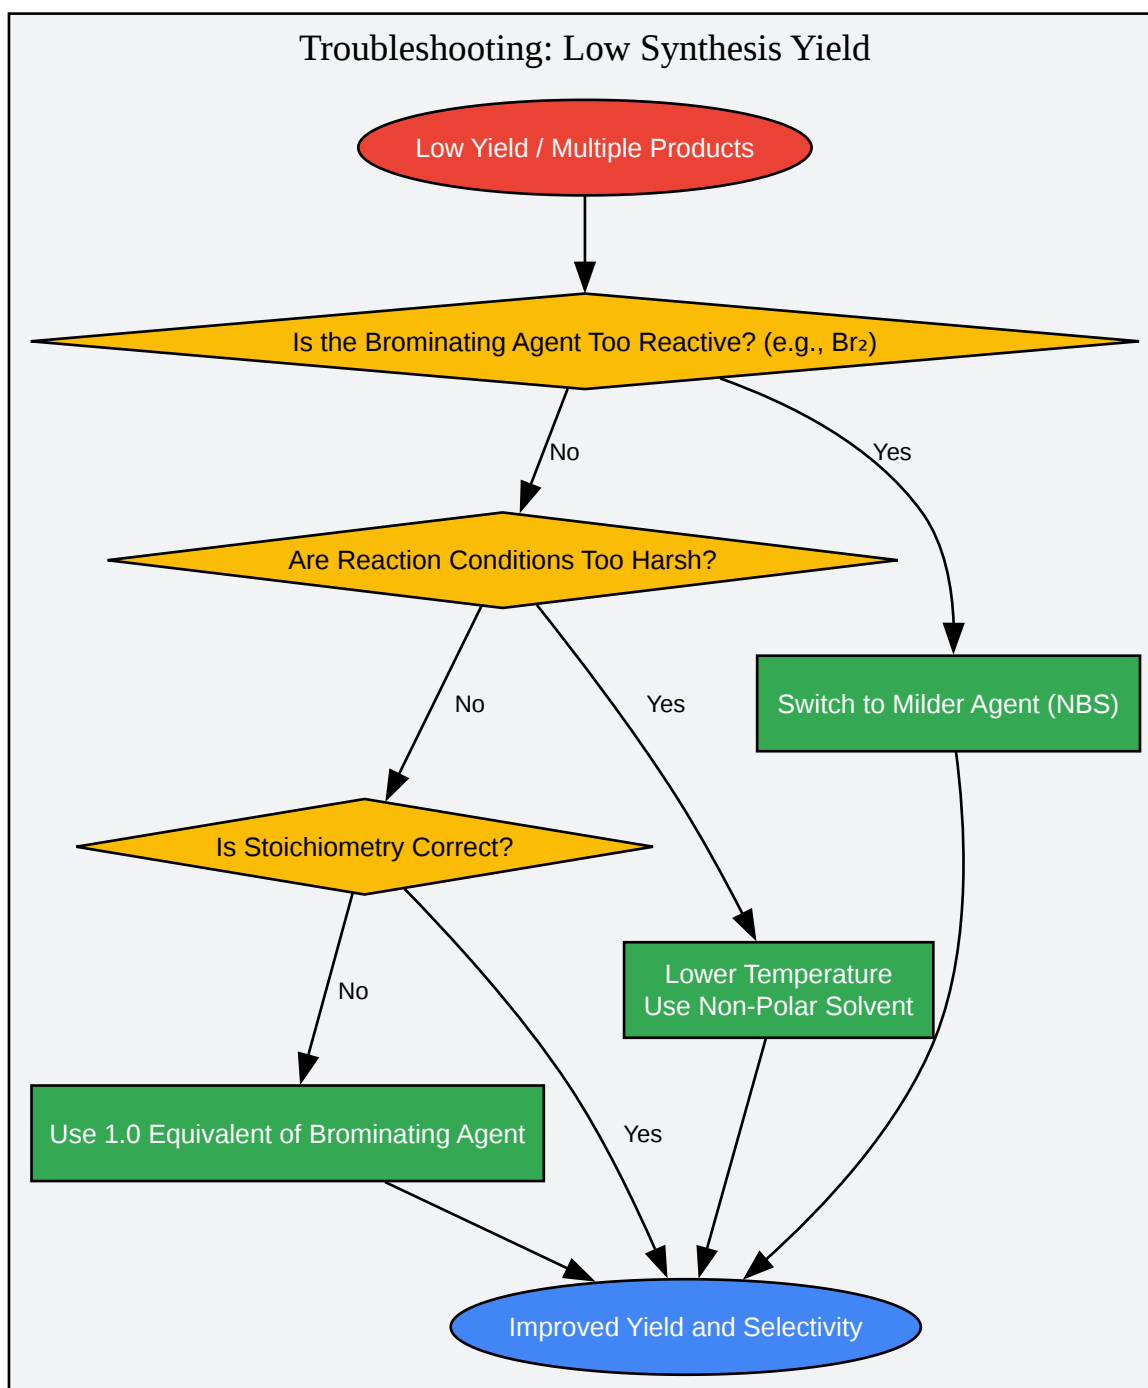 Troubleshooting: Low Synthesis Yield
Low Yield / Multiple Products
Is the Brominating Agent Too Reactive? (e.g., Br₂)
No
Yes
Are Reaction Conditions Too Harsh?
No
Yes
Switch to Milder Agent (NBS)
Is Stoichiometry Correct?
No
Lower Temperature
Use Non-Polar Solvent
Use 1.0 Equivalent of Brominating Agent
Yes
Improved Yield and Selectivity